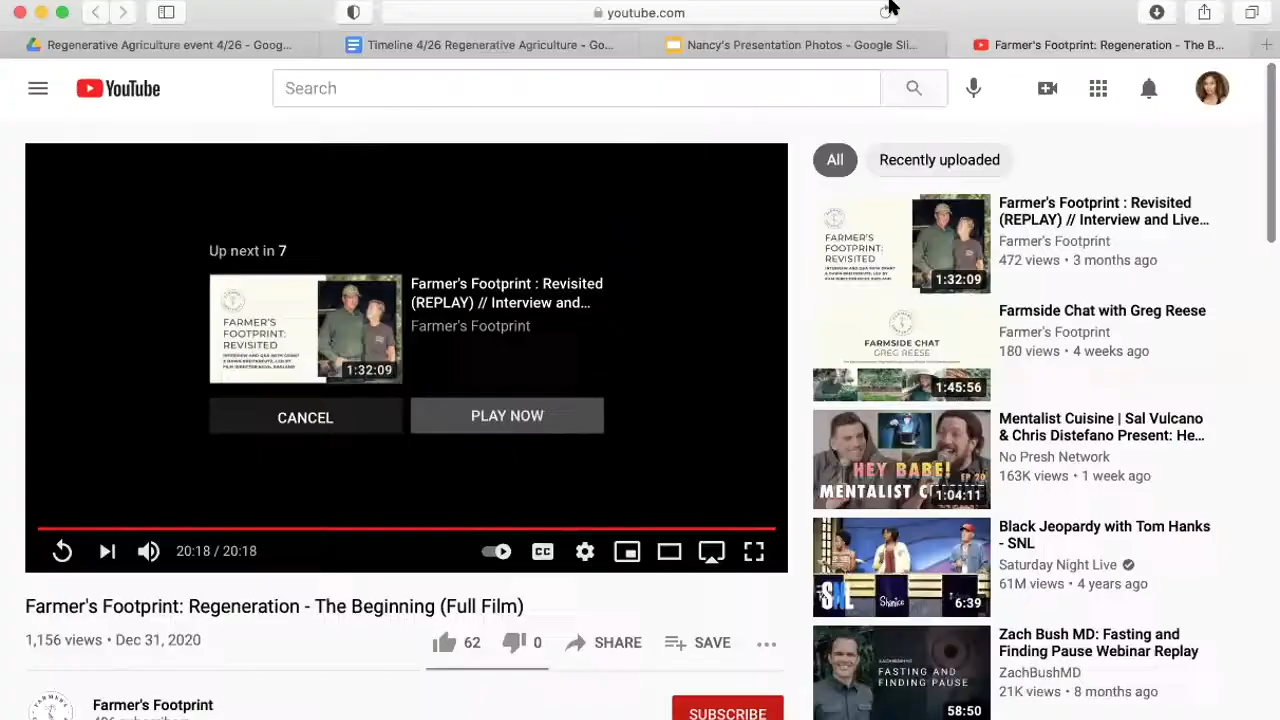 youtube.com
Regenerative Agriculture event 4/26 - Goog...
Timeline 4/26 Regenerative Agriculture - Go...
Nancy's Presentation Photos - Google Sli...
Farmer's Footprint: Regeneration - The B...
YouTube
Search
All
Recently uploaded
Up next in 7
FARMER'S
FOOTPRINT:
REVISITED
1:32:09
Farmer's Footprint : Revisited
(REPLAY) // Interview and...
Farmer's Footprint
CANCEL
PLAY NOW
20:18 / 20:18
CC
Farmer's Footprint: Regeneration - The Beginning (Full Film)
1,156 views • Dec 31, 2020
62
0
SHARE
SAVE
Farmer's Footprint
SUBSCRIBE
FARMER'S
FOOTPRINT:
REVISITED
1:32:09
Farmer's Footprint : Revisited
(REPLAY) // Interview and Live...
Farmer's Footprint
472 views • 3 months ago
FARMSIDE CHAT
GREG REESE
1:45:56
Farmside Chat with Greg Reese
Farmer's Footprint
180 views • 4 weeks ago
HEY BABE!
EP 20
MENTALIST
1:04:11
Mentalist Cuisine | Sal Vulcano
& Chris Distefano Present: He...
No Presh Network
163K views • 1 week ago
SNL
Shanice
6:39
Black Jeopardy with Tom Hanks
- SNL
Saturday Night Live
61M views • 4 years ago
ZACHBUSHMD
FASTING AND
FINDING PAUSE
58:50
Zach Bush MD: Fasting and
Finding Pause Webinar Replay
ZachBushMD
21K views • 8 months ago